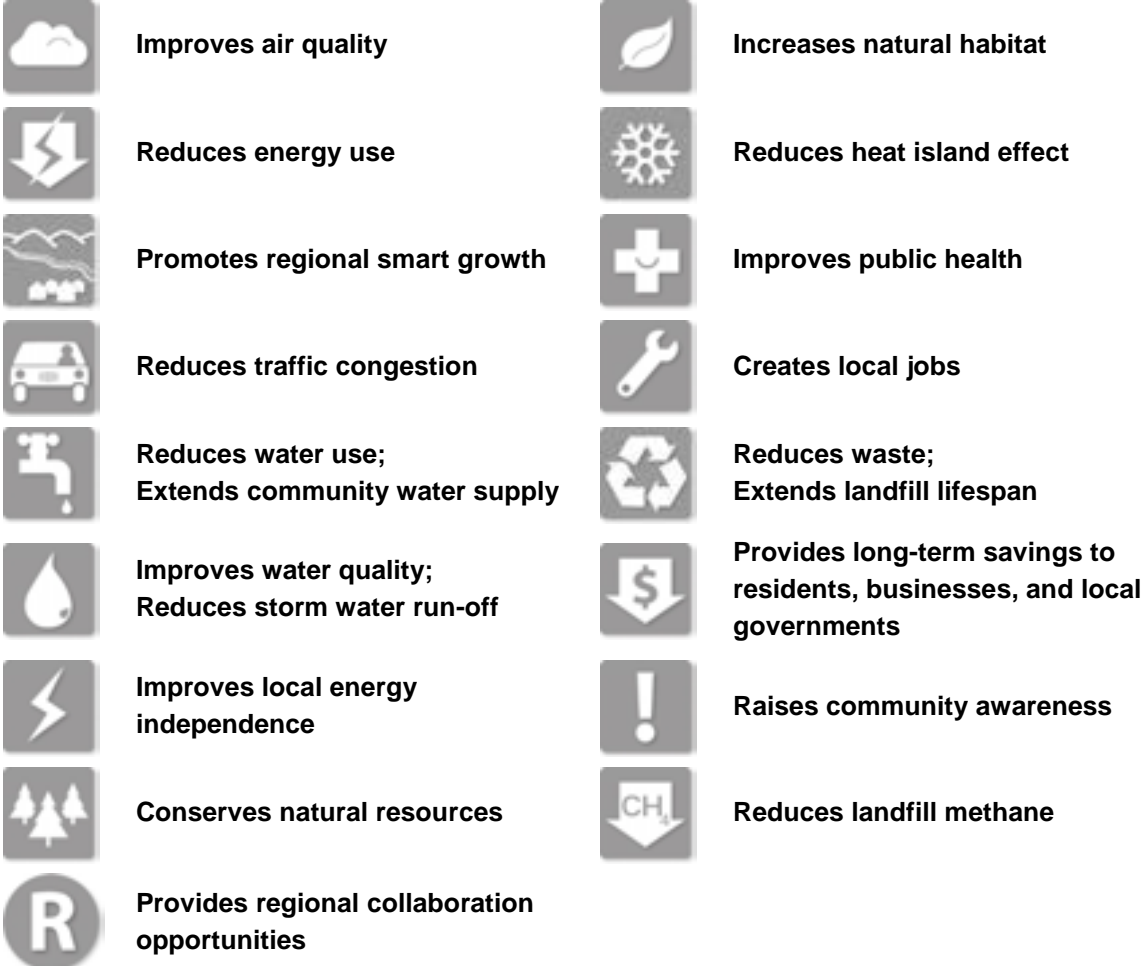 Improves air quality
Increases natural habitat
Reduces energy use
Reduces heat island effect
Promotes regional smart growth
Improves public health
Reduces traffic congestion
Creates local jobs
Reduces water use;
Extends community water supply
Reduces waste;
Extends landfill lifespan
Improves water quality;
Reduces storm water run-off
$
Provides long-term savings to
residents, businesses, and local
governments
Improves local energy
independence
!
Raises community awareness
Conserves natural resources
CH₄
Reduces landfill methane
R
Provides regional collaboration
opportunities